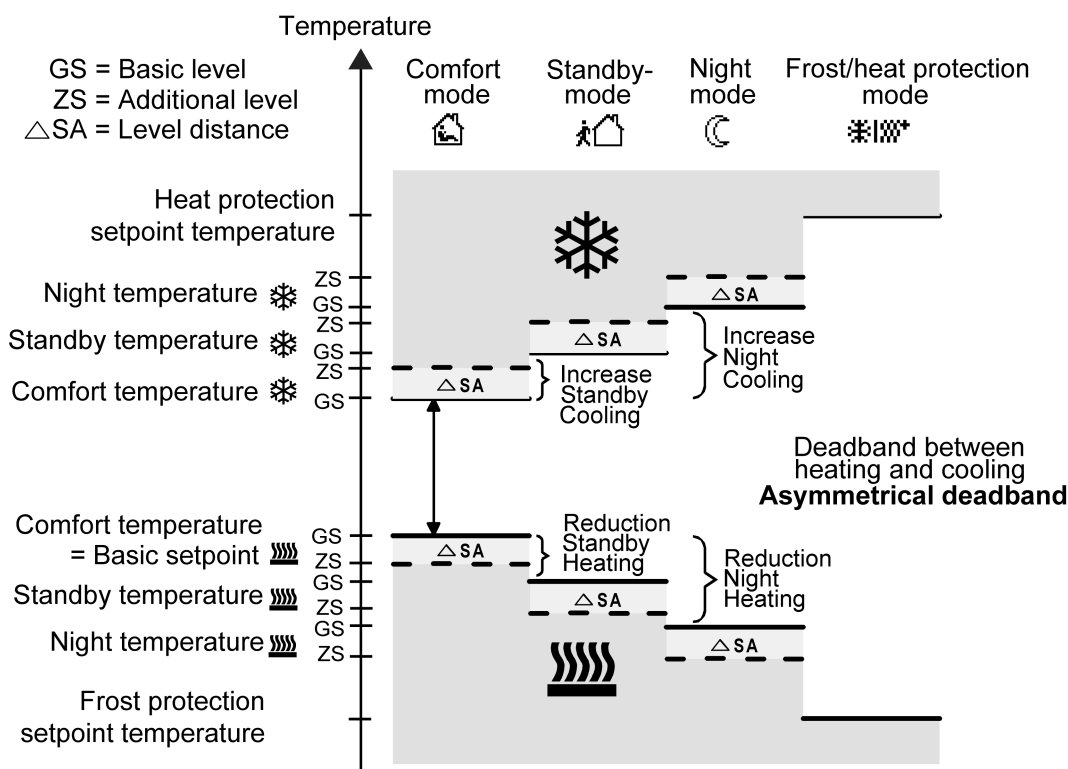 Temperature
GS = Basic level
ZS = Additional level
△SA = Level distance
Comfort
mode
Standby-
mode
Night
mode
Frost/heat protection
mode
Heat protection
setpoint temperature
Night temperature
ZS
GS
Standby temperature
ZS
GS
Comfort temperature
ZS
GS
△SA
△SA
△SA
Increase
Standby
Cooling
Increase
Night
Cooling
Deadband between
heating and cooling
Asymmetrical deadband
Comfort temperature
= Basic setpoint
GS
ZS
Standby temperature
GS
ZS
Night temperature
GS
ZS
△SA
△SA
△SA
Reduction
Standby
Heating
Reduction
Night
Heating
Frost protection
setpoint temperature